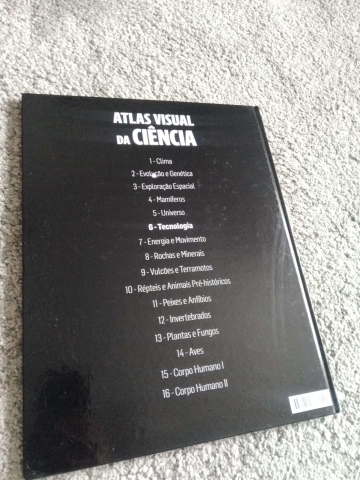 ATLAS VISUAL
DA CIÊNCIA
1 - Clima
2 - Evolução e Genética
3 - Exploração Espacial
4 - Mamíferos
5 - Universo
6 - Tecnologia
7 - Energia e Movimento
8 - Rochas e Minerais
9 - Vulcões e Terramotos
10 - Répteis e Animais Pré-históricos
11 - Peixes e Anfíbios
12 - Invertebrados
13 - Plantas e Fungos
14 - Aves
15 - Corpo Humano I
16 - Corpo Humano II